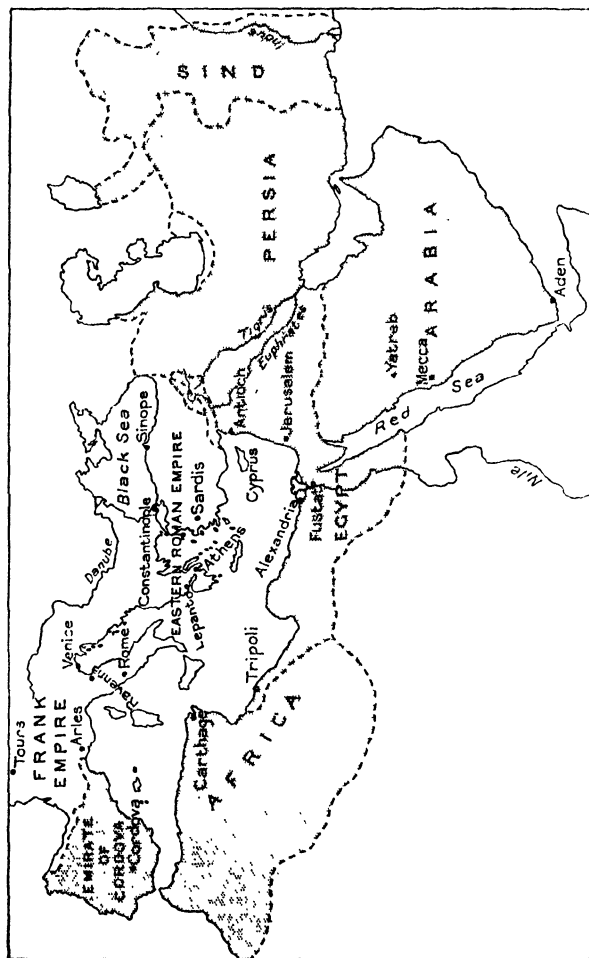 Tours
FRANK
EMPIRE
Arles
Venice
Ravenna
Rome
Danube
Black Sea
Sinope
Constantinople
EASTERN ROMAN EMPIRE
Sardis
Lepanto
Athens
Cyprus
Antioch
Tigris
Euphrates
Jerusalem
Alexandria
Fustat
EGYPT
Nile
Red Sea
Yatreb
Mecca
ARABIA
Aden
PERSIA
SIND
Indus
EMIRATE
OF
CORDOVA
Cordova
Carthage
AFRICA
Tripoli